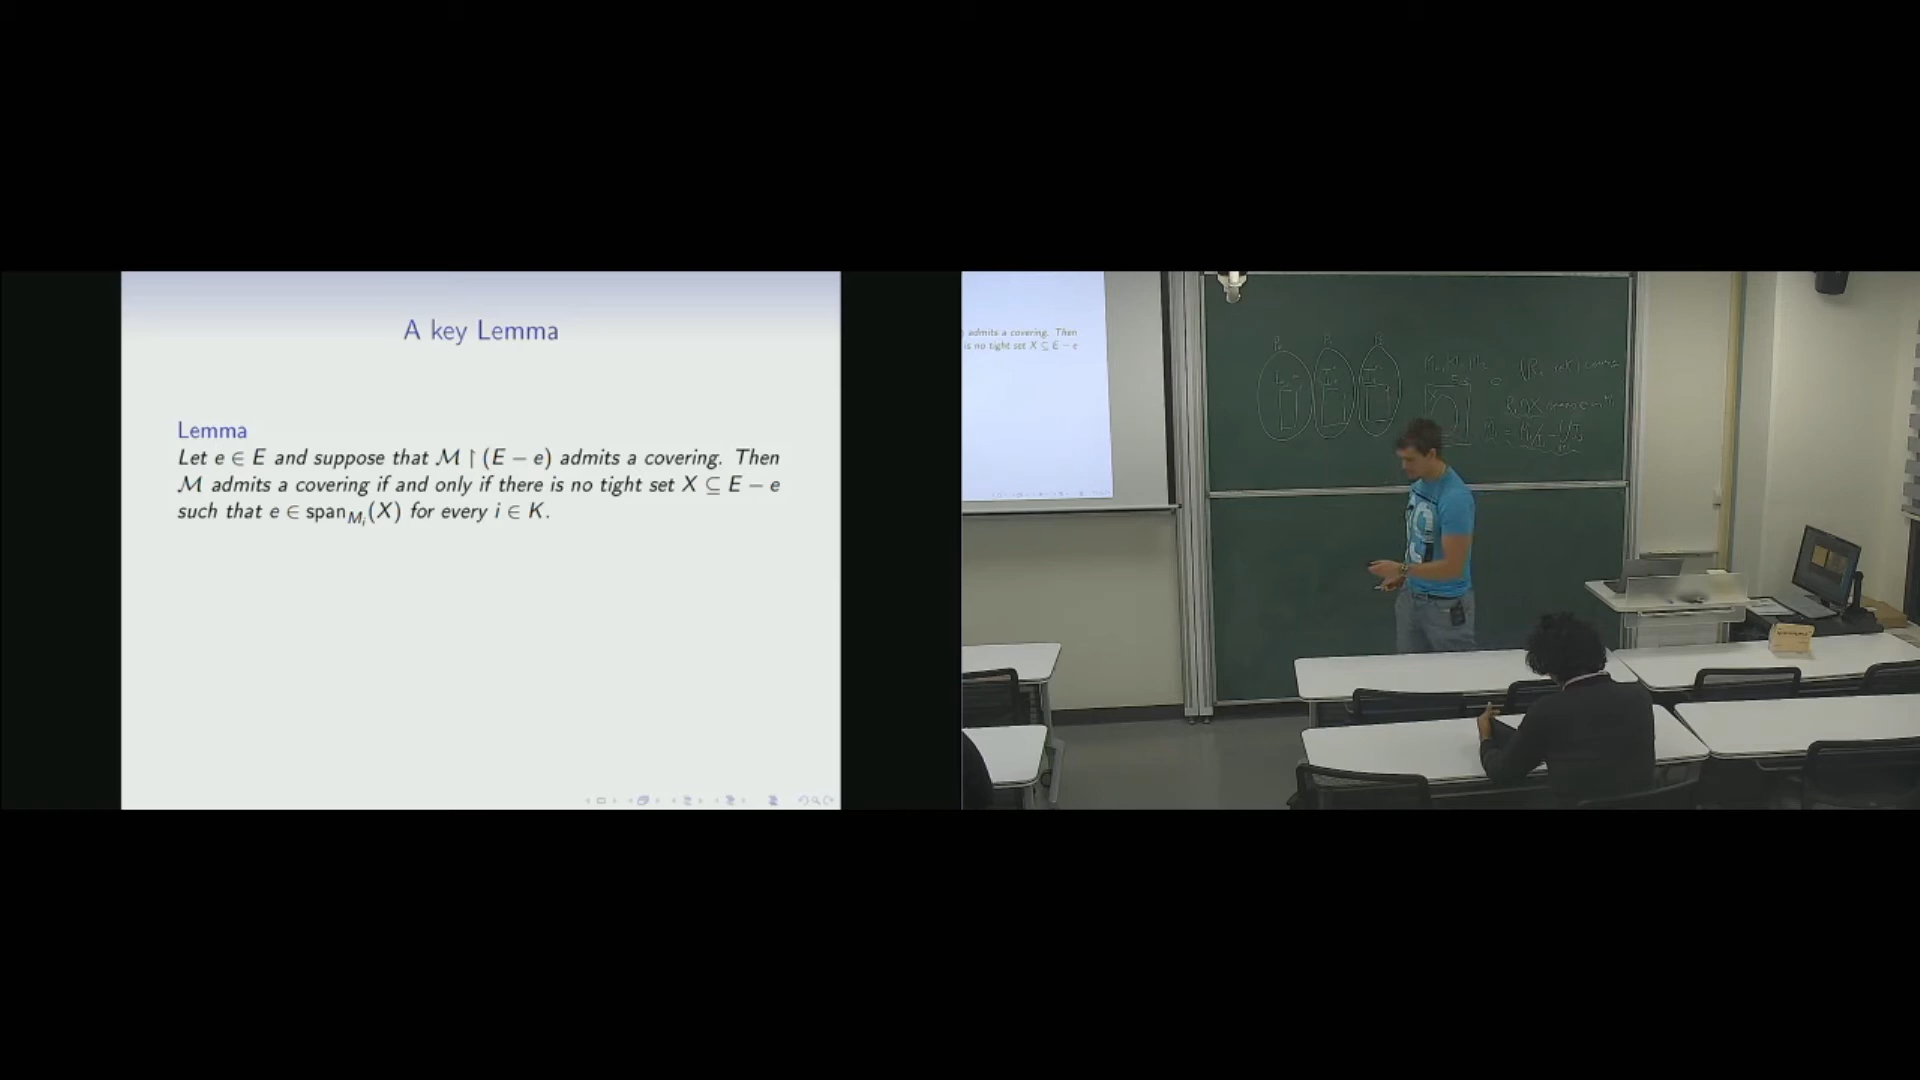 A key Lemma
Lemma
Let e ∈ E and suppose that ℳ ↾ (E − e) admits a covering. Then
ℳ admits a covering if and only if there is no tight set X ⊆ E − e
such that e ∈ span_{M_i}(X) for every i ∈ K.
) admits a covering. Then
is no tight set X ⊆ E − e